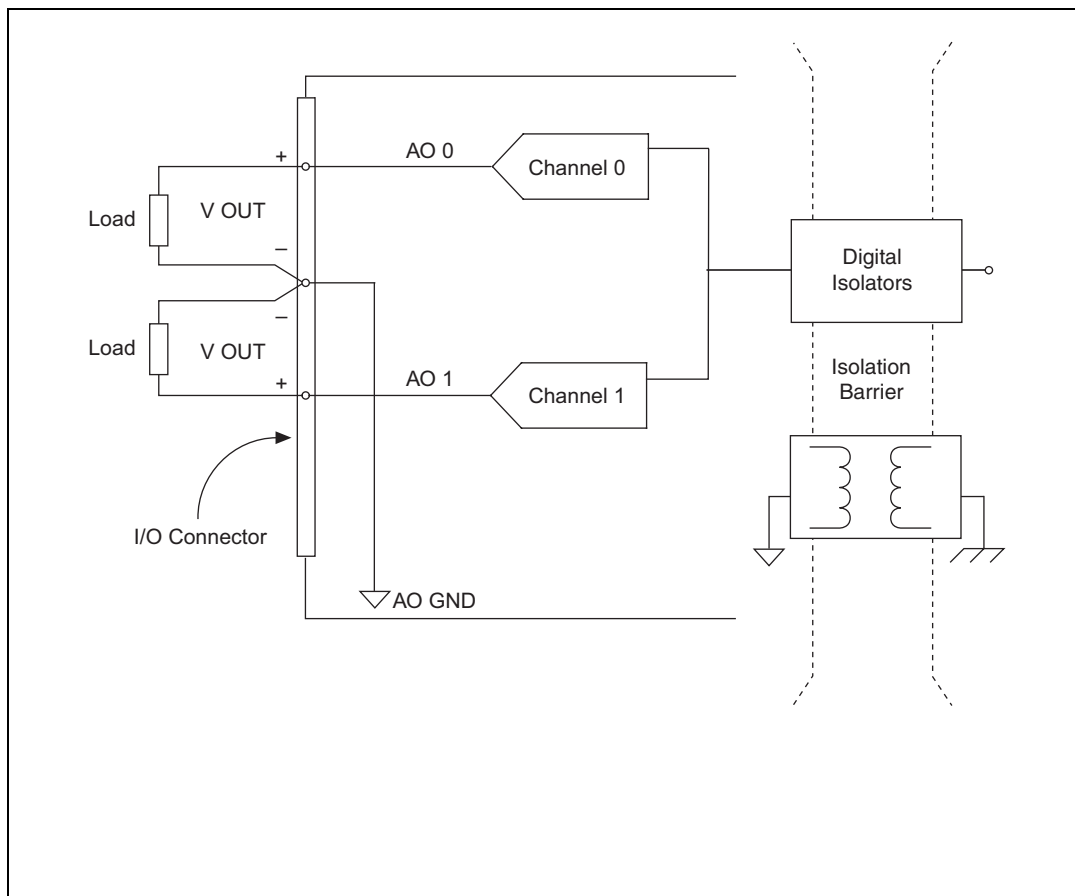 +
AO 0
Channel 0
Load
V OUT
–
Digital
Isolators
–
Load
V OUT
Isolation
Barrier
+
AO 1
Channel 1
I/O Connector
AO GND